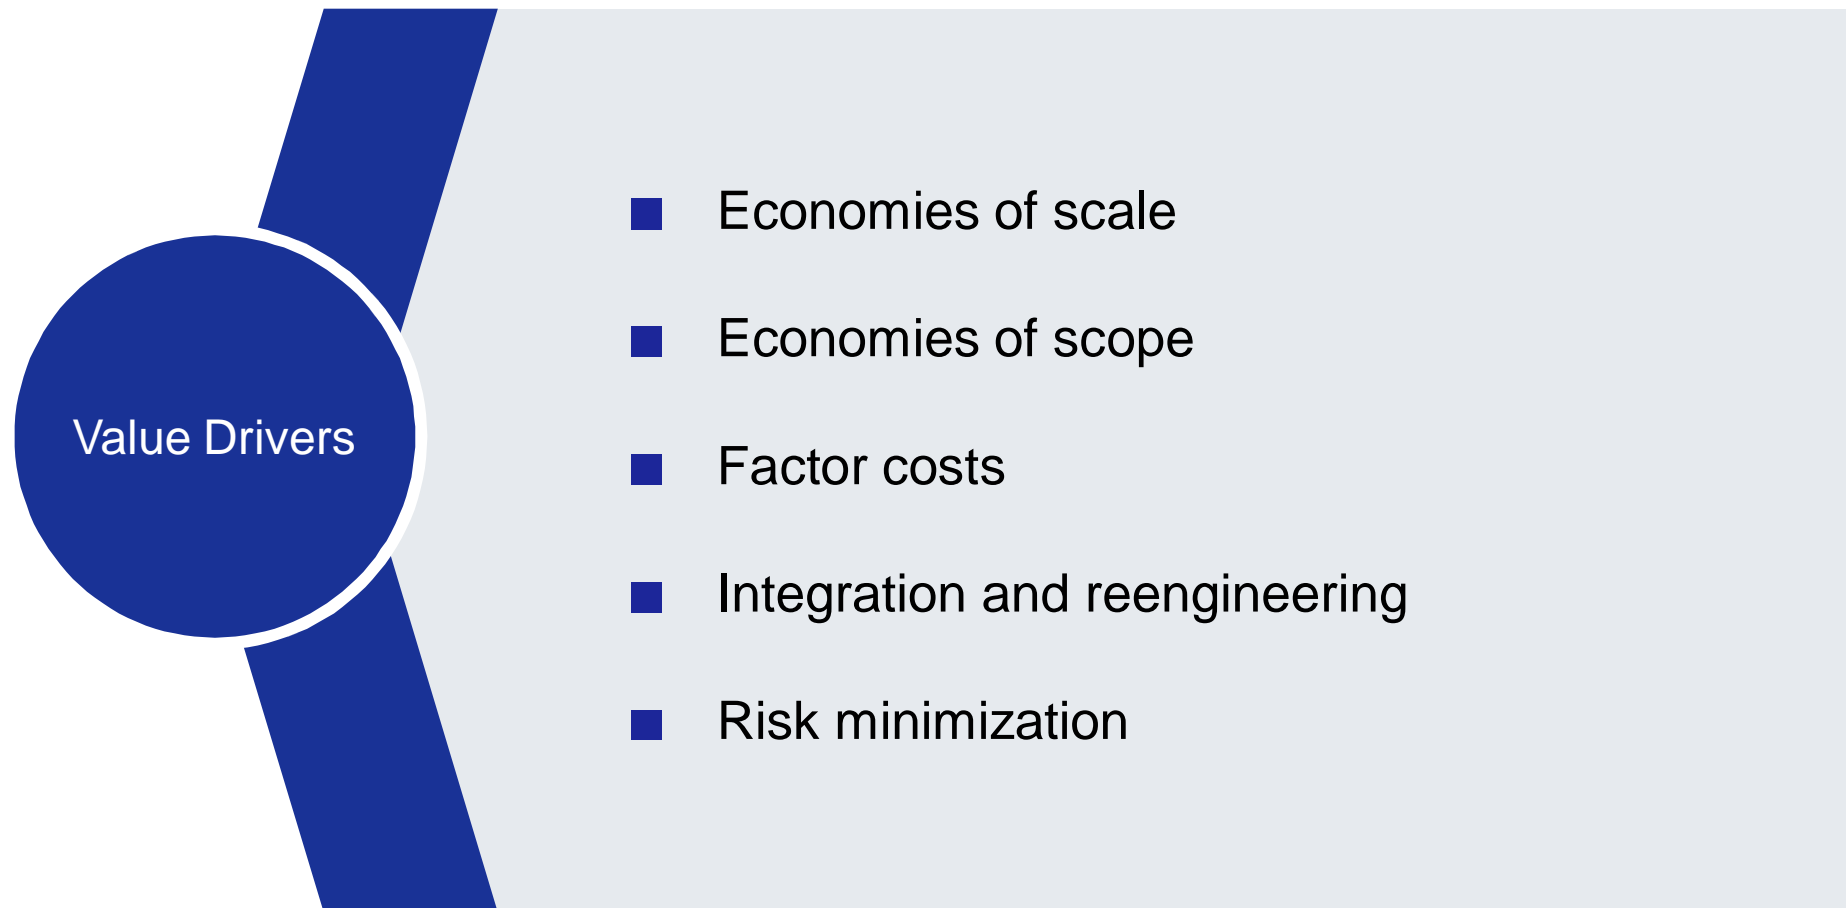 Value Drivers
Economies of scale
Economies of scope
Factor costs
Integration and reengineering
Risk minimization